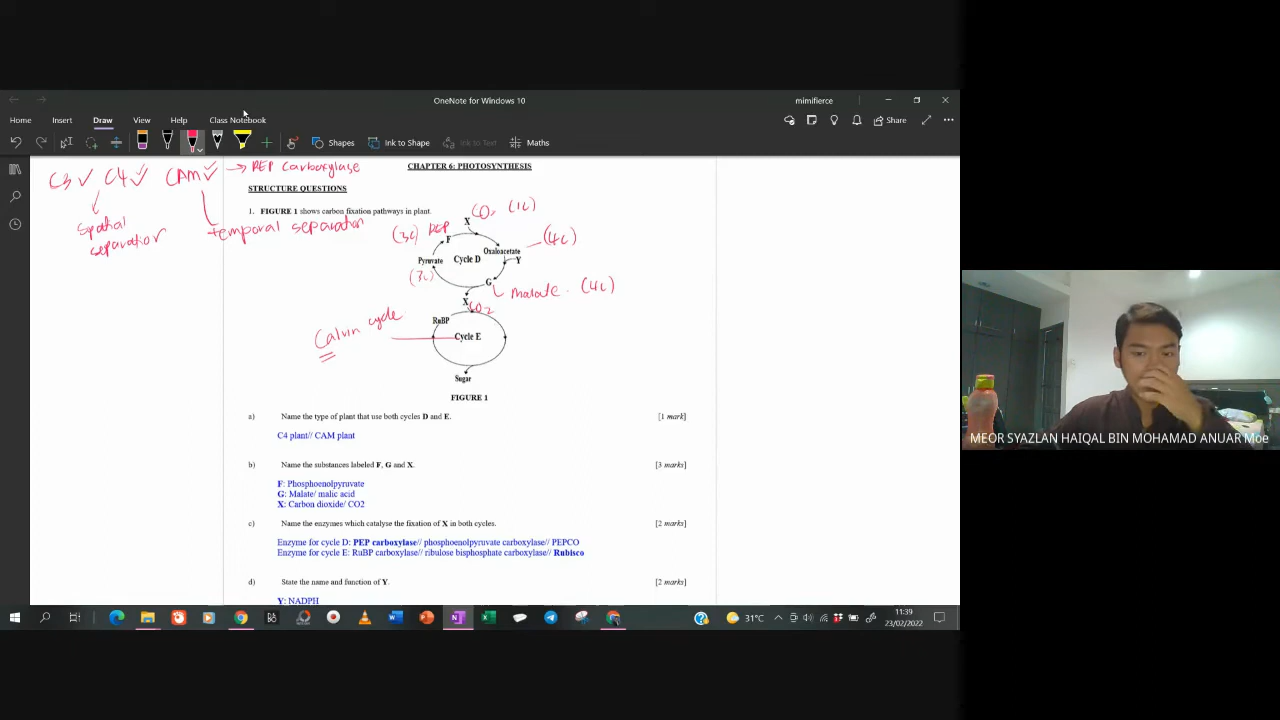 OneNote for Windows 10
mimifierce
Home Insert Draw View Help Class Notebook
Share
Shapes Ink to Shape Ink to Text Maths
C3 ✓ C4 ✓ CAM ✓ → PEP Carboxylase
spatial separation
temporal separation
CHAPTER 6: PHOTOSYNTHESIS
STRUCTURE QUESTIONS
1. FIGURE 1 shows carbon fixation pathways in plant.
X
CO2 (1C)
(3C) PEP
F
Oxaloacetate
(4C)
Pyruvate
Cycle D
Y
(3C)
G
malate (4C)
X
CO2
RuBP
Calvin cycle
Cycle E
Sugar
FIGURE 1
a) Name the type of plant that use both cycles D and E. [1 mark]
C4 plant// CAM plant
b) Name the substances labeled F, G and X. [3 marks]
F: Phosphoenolpyruvate
G: Malate/ malic acid
X: Carbon dioxide/ CO2
c) Name the enzymes which catalyse the fixation of X in both cycles. [2 marks]
Enzyme for cycle D: PEP carboxylase// phosphoenolpyruvate carboxylase// PEPCO
Enzyme for cycle E: RuBP carboxylase// ribulose bisphosphate carboxylase// Rubisco
d) State the name and function of Y. [2 marks]
Y: NADPH
31°C
11:39
23/02/2022
MEOR SYAZLAN HAIQAL BIN MOHAMAD ANUAR Moe